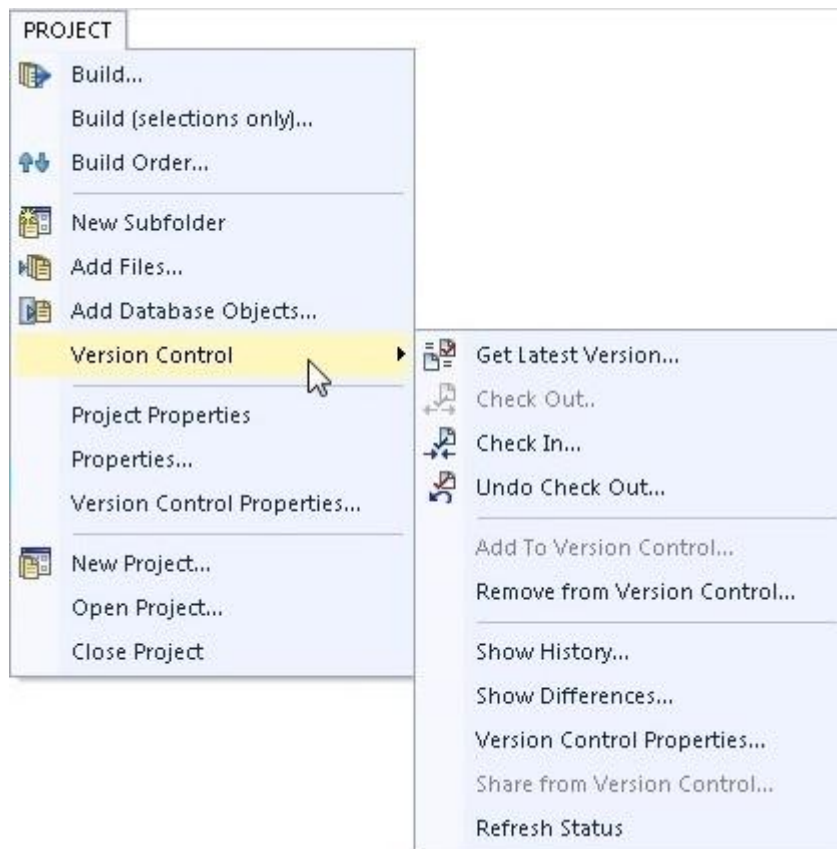 PROJECT
Build...
Build (selections only)...
Build Order...
New Subfolder
Add Files...
Add Database Objects...
Version Control
Project Properties
Properties...
Version Control Properties...
New Project...
Open Project...
Close Project
Get Latest Version...
Check Out..
Check In...
Undo Check Out...
Add To Version Control...
Remove from Version Control...
Show History...
Show Differences...
Version Control Properties...
Share from Version Control...
Refresh Status